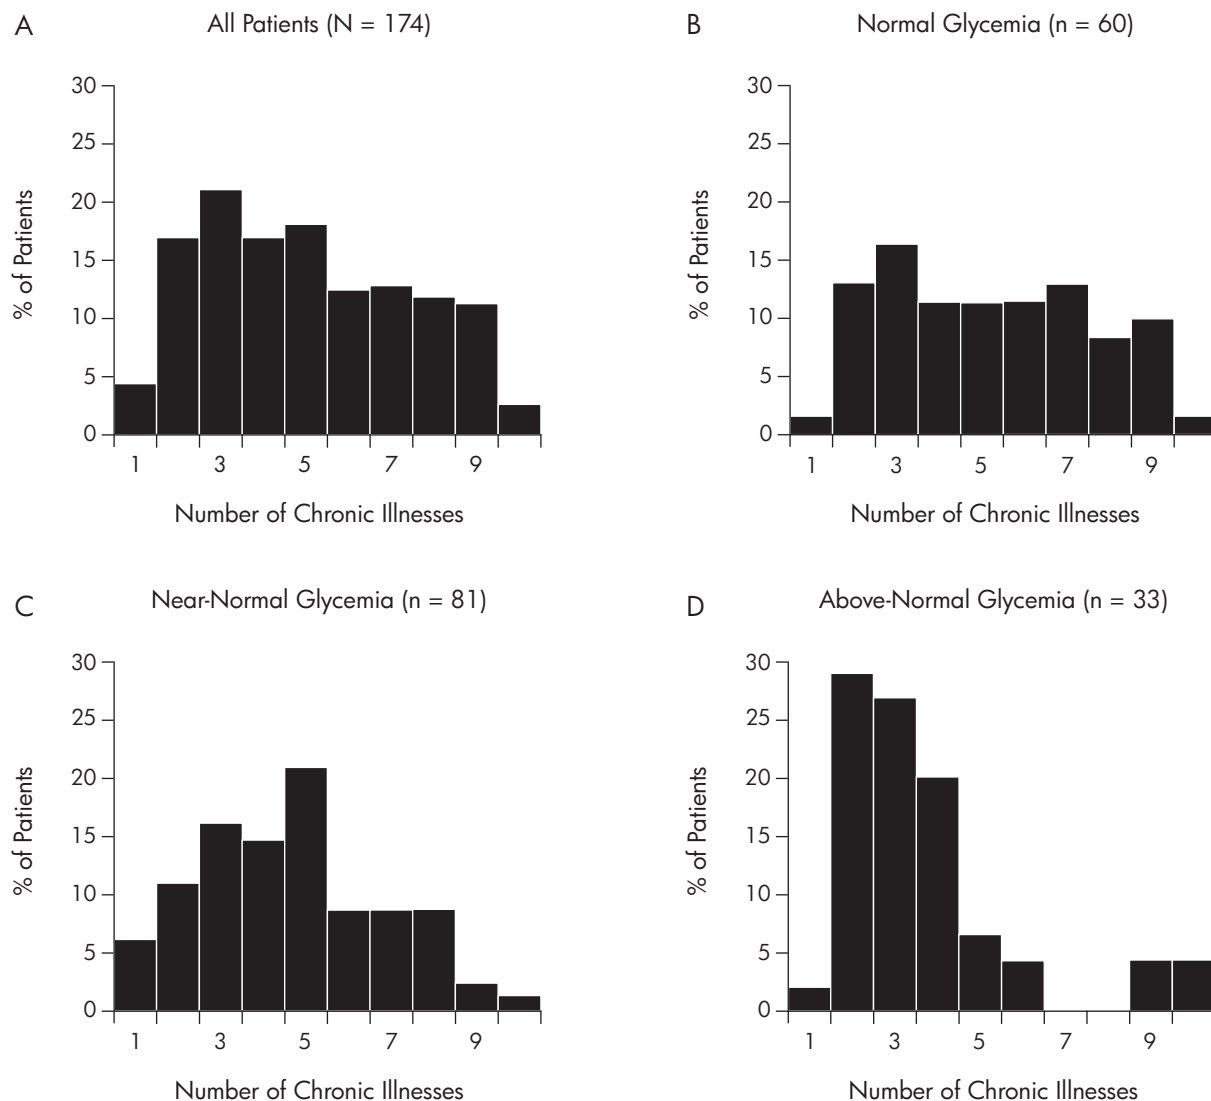 A
All Patients (N = 174)
30
25
20
15
10
5
0
% of Patients
1 3 5 7 9
Number of Chronic Illnesses
B
Normal Glycemia (n = 60)
30
25
20
15
10
5
0
% of Patients
1 3 5 7 9
Number of Chronic Illnesses
C
Near-Normal Glycemia (n = 81)
30
25
20
15
10
5
0
% of Patients
1 3 5 7 9
Number of Chronic Illnesses
D
Above-Normal Glycemia (n = 33)
30
25
20
15
10
5
0
% of Patients
1 3 5 7 9
Number of Chronic Illnesses